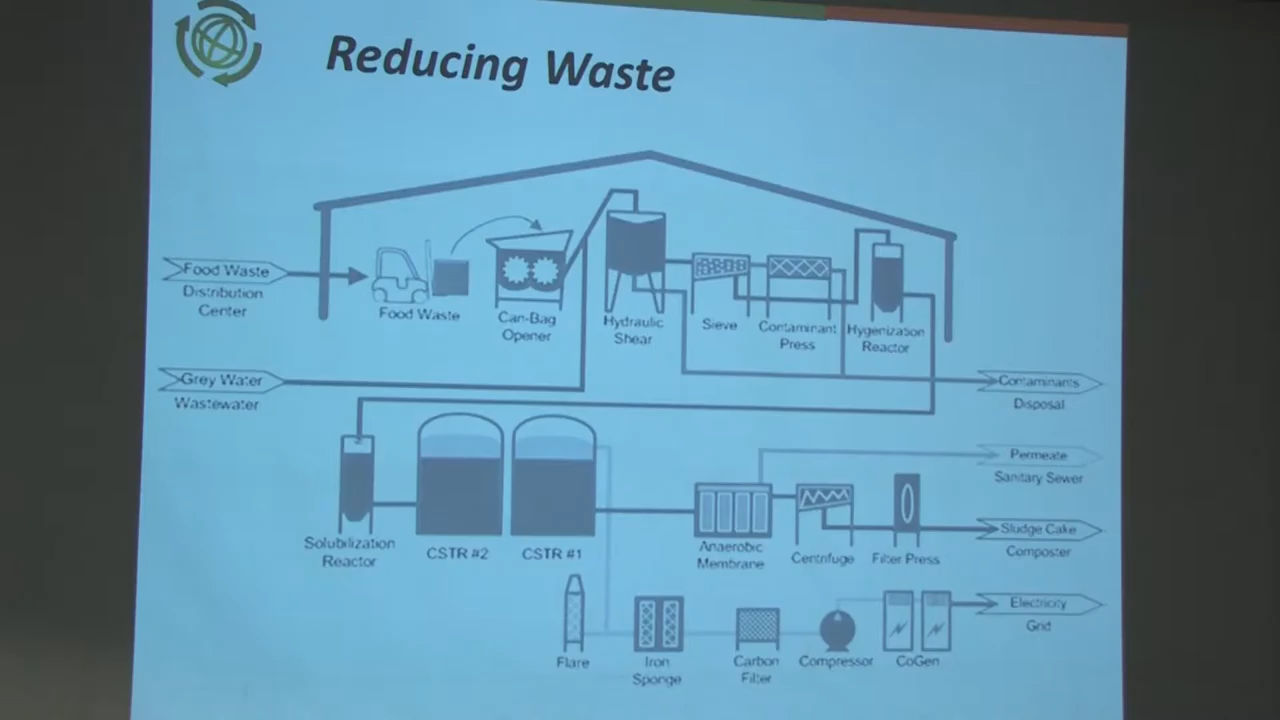 Reducing Waste
Food Waste
Distribution
Center
Food Waste
Can-Bag
Opener
Hydraulic
Shear
Sieve
Contaminant
Press
Hygenization
Reactor
Grey Water
Wastewater
Contaminants
Disposal
Permeate
Sanitary Sewer
Solubilization
Reactor
CSTR #2
CSTR #1
Anaerobic
Membrane
Centrifuge
Filter Press
Sludge Cake
Composter
Flare
Iron
Sponge
Carbon
Filter
Compressor
CoGen
Electricity
Grid